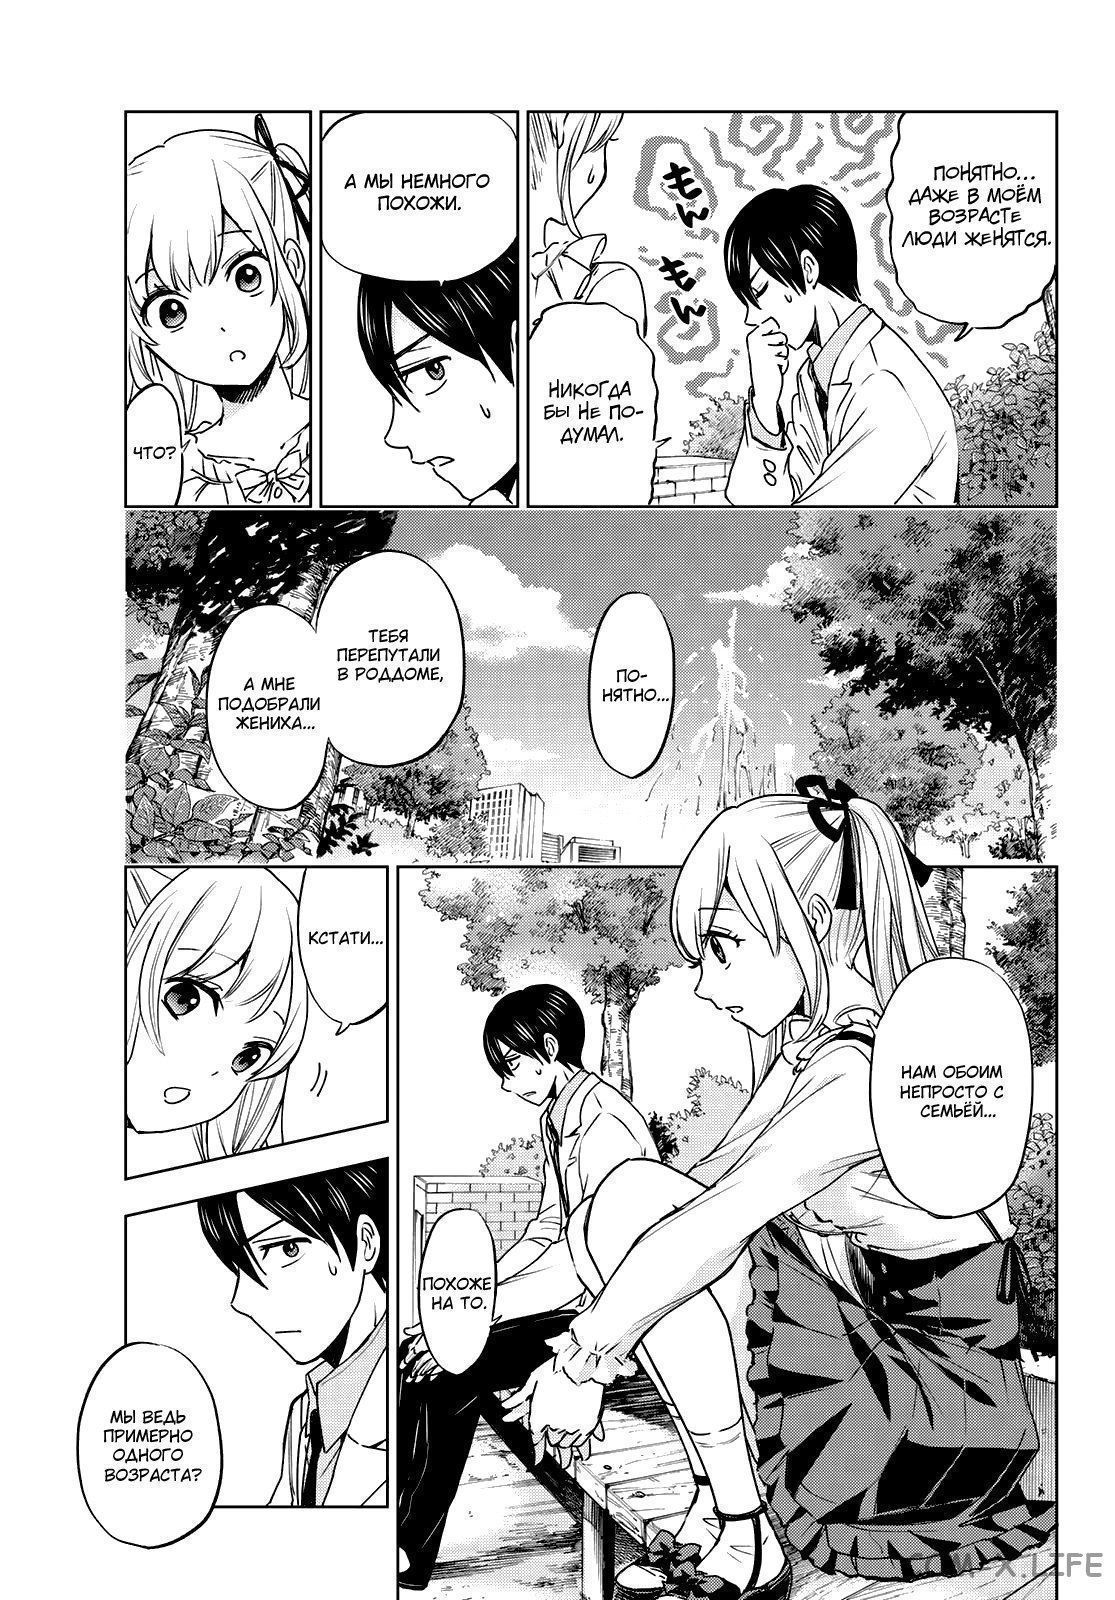 ПОНЯТНО...
ДАЖЕ В МОЁМ
ВОЗРАСТЕ
ЛЮДИ ЖЕНЯТСЯ.
もん
もん
НИКОГДА
БЫ НЕ ПО-
ДУМАЛ.
А МЫ НЕМНОГО
ПОХОЖИ.
ЧТО?
ПО-
НЯТНО...
ТЕБЯ
ПЕРЕПУТАЛИ
В РОДДОМЕ,
А МНЕ
ПОДОБРАЛИ
ЖЕНИХА...
НАМ ОБОИМ
НЕПРОСТО С
СЕМЬЁЙ...
ПОХОЖЕ
НА ТО.
КСТАТИ...
МЫ ВЕДЬ
ПРИМЕРНО
ОДНОГО
ВОЗРАСТА?
COM-X.LIFE